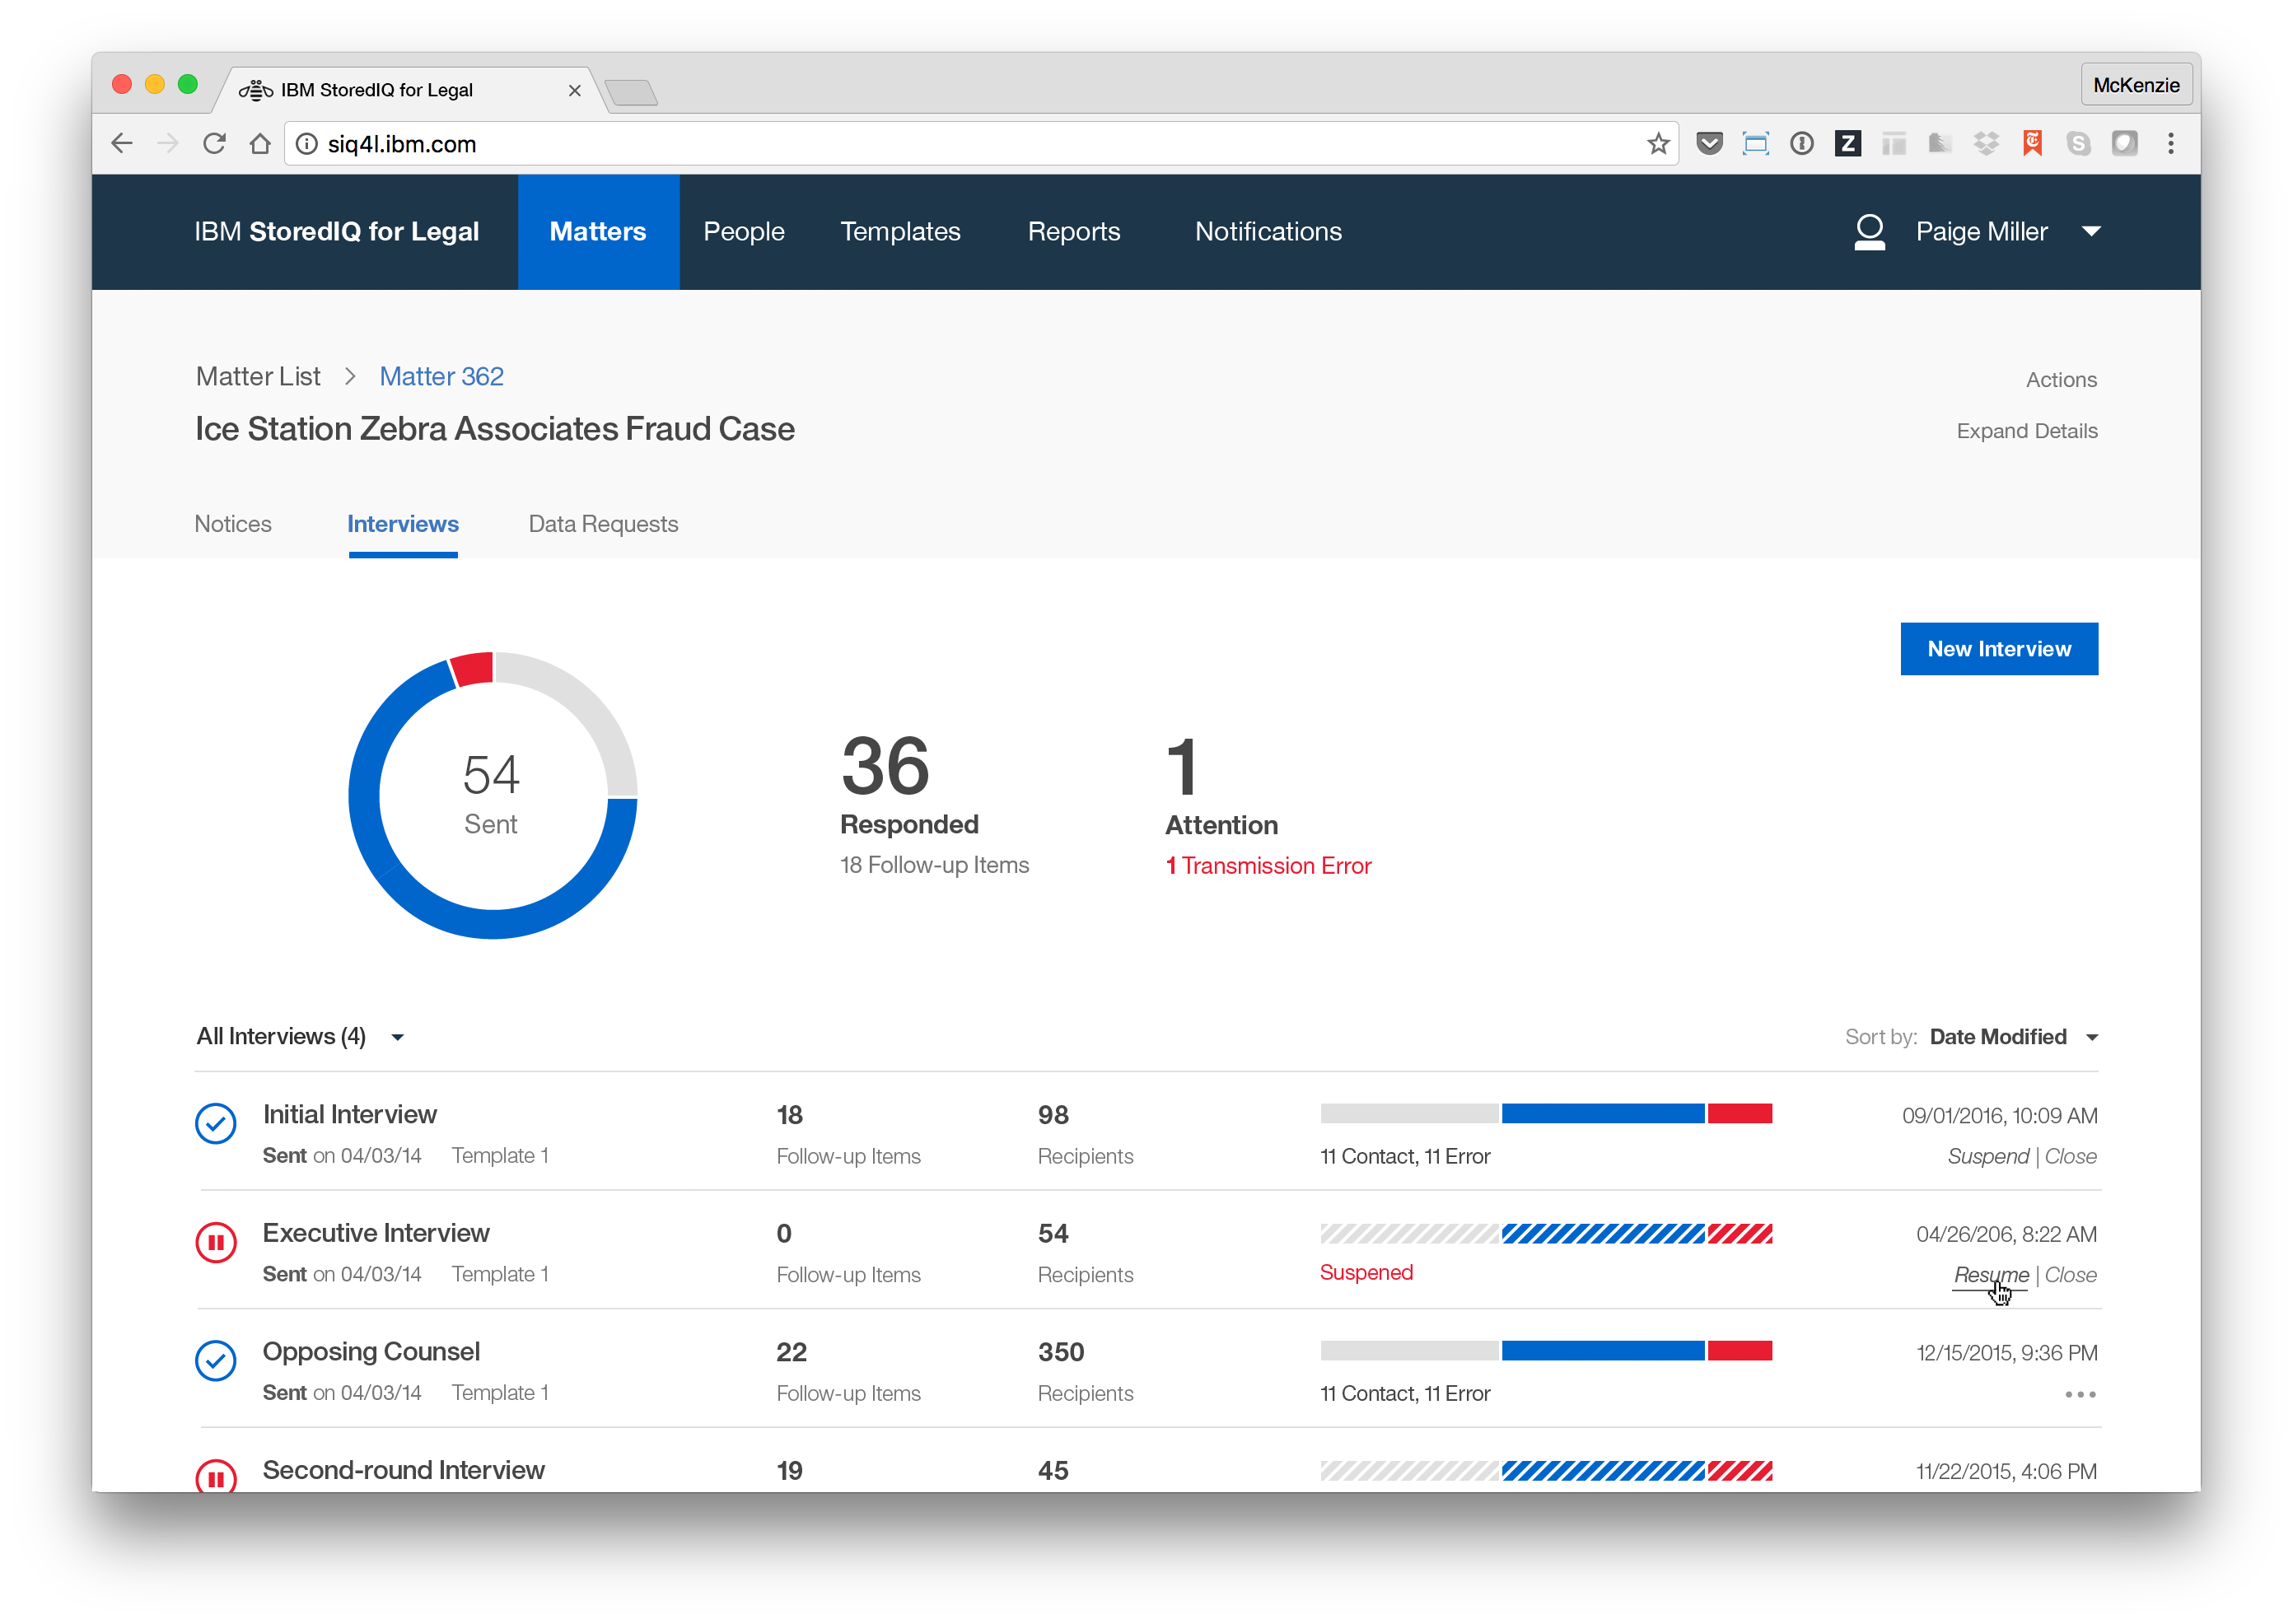 IBM StoredIQ for Legal
McKenzie
siq4l.ibm.com
IBM StoredIQ for Legal Matters People Templates Reports Notifications Paige Miller
Matter List > Matter 362
Actions
Ice Station Zebra Associates Fraud Case
Expand Details
Notices Interviews Data Requests
New Interview
54
Sent
36
Responded
18 Follow-up Items
1
Attention
1 Transmission Error
All Interviews (4)
Sort by: Date Modified
Initial Interview 18 98 09/01/2016, 10:09 AM
Sent on 04/03/14 Template 1 Follow-up Items Recipients 11 Contact, 11 Error Suspend | Close
Executive Interview 0 54 04/26/206, 8:22 AM
Sent on 04/03/14 Template 1 Follow-up Items Recipients Suspened Resume | Close
Opposing Counsel 22 350 12/15/2015, 9:36 PM
Sent on 04/03/14 Template 1 Follow-up Items Recipients 11 Contact, 11 Error
Second-round Interview 19 45 11/22/2015, 4:06 PM